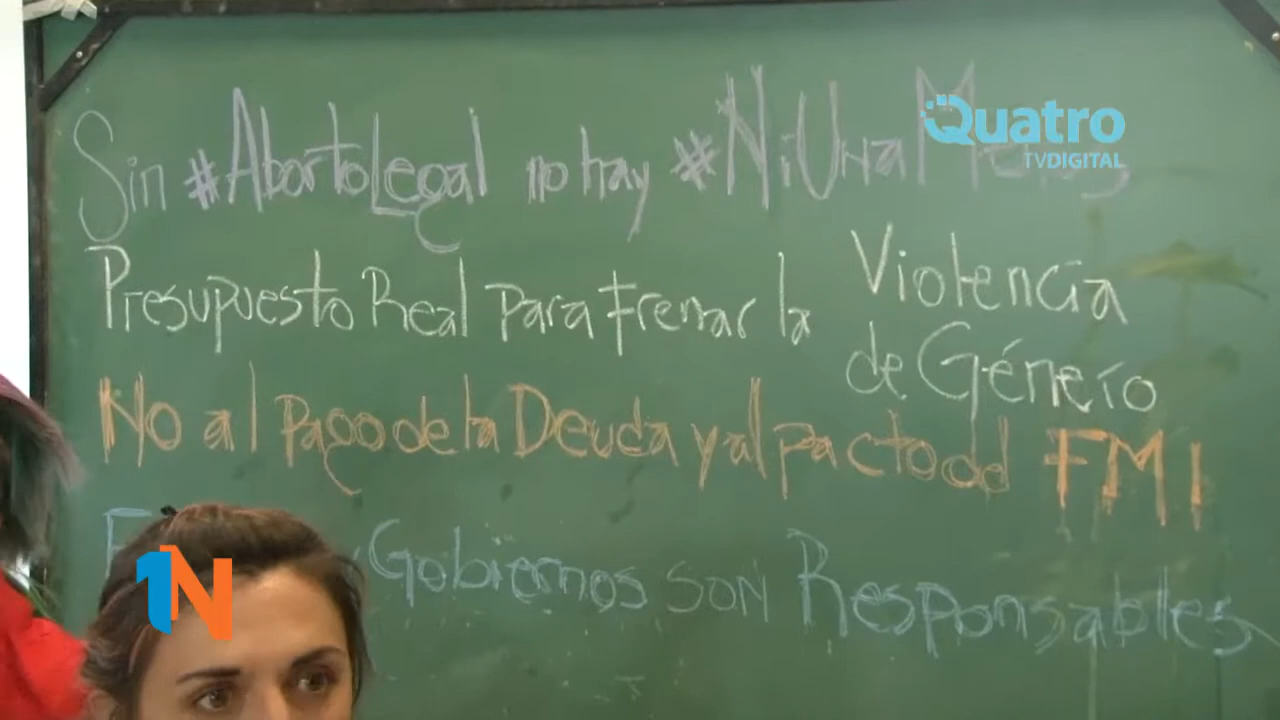 Quatro
TVDIGITAL
Sin #AbortoLegal no hay #NiUna
Presupuesto Real para frenar la Violencia
de Género
No al pago de la Deuda y al pacto del FMI
Gobiernos SON Responsables
1N